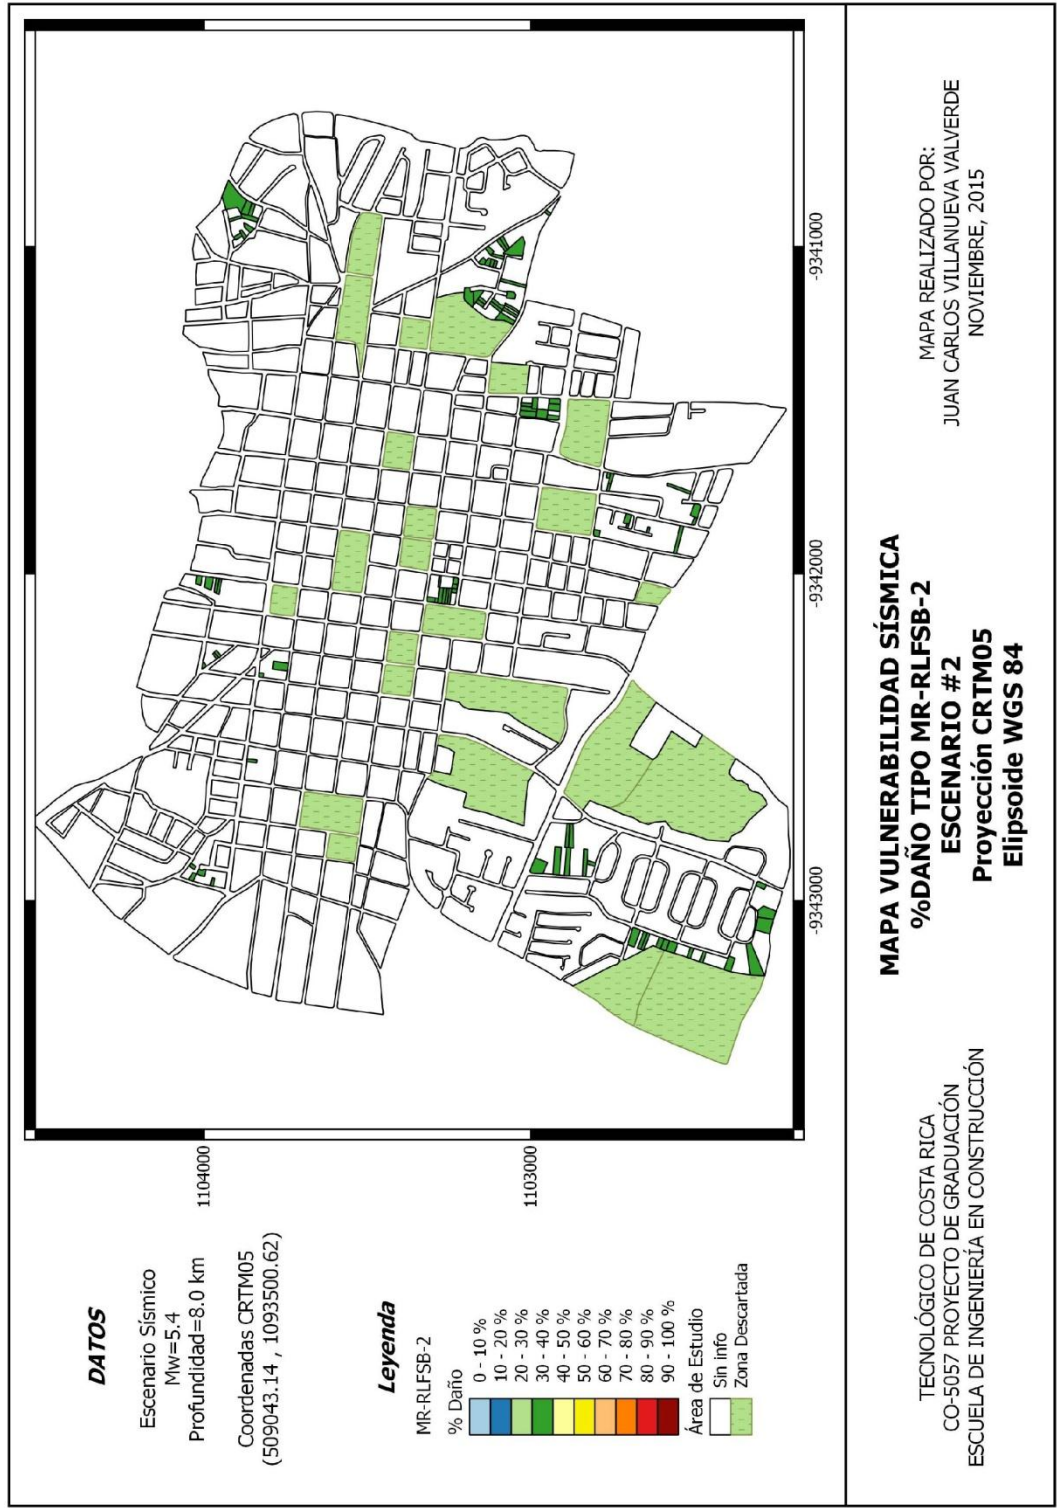 DATOS
Escenario Sísmico
Mw=5.4
Profundidad=8.0 km
Coordenadas CRTM05
(509043.14 , 1093500.62)
Leyenda
MR-RLFSB-2
% Daño
0 - 10 %
10 - 20 %
20 - 30 %
30 - 40 %
40 - 50 %
50 - 60 %
60 - 70 %
70 - 80 %
80 - 90 %
90 - 100 %
Área de Estudio
Sin info
Zona Descartada
1104000
1103000
-9343000
-9342000
-9341000
TECNOLÓGICO DE COSTA RICA
CO-5057 PROYECTO DE GRADUACIÓN
ESCUELA DE INGENIERÍA EN CONSTRUCCIÓN
MAPA VULNERABILIDAD SÍSMICA
%DAÑO TIPO MR-RLFSB-2
ESCENARIO #2
Proyección CRTM05
Elipsoide WGS 84
MAPA REALIZADO POR:
JUAN CARLOS VILLANUEVA VALVERDE
NOVIEMBRE, 2015